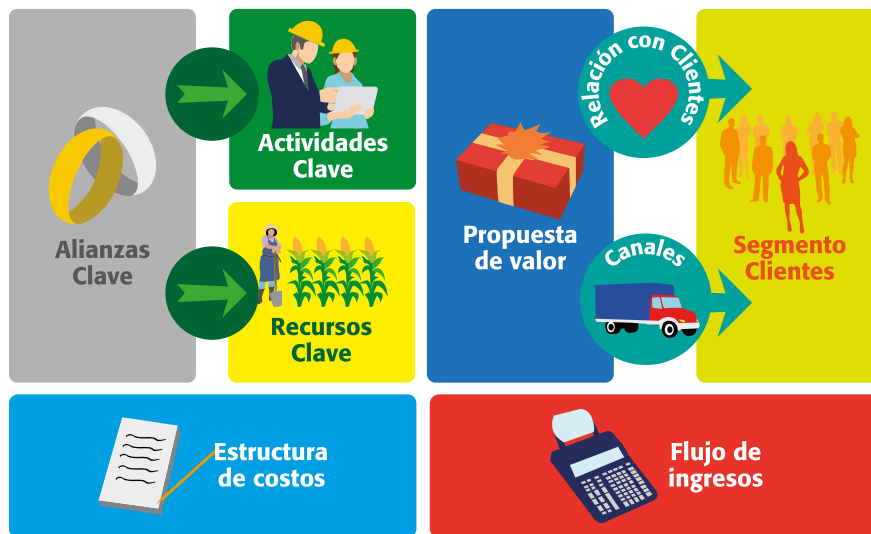 Alianzas
Clave
Actividades
Clave
Recursos
Clave
Propuesta
de valor
Relación con Clientes
Canales
Segmento
Clientes
Estructura
de costos
Flujo de
ingresos